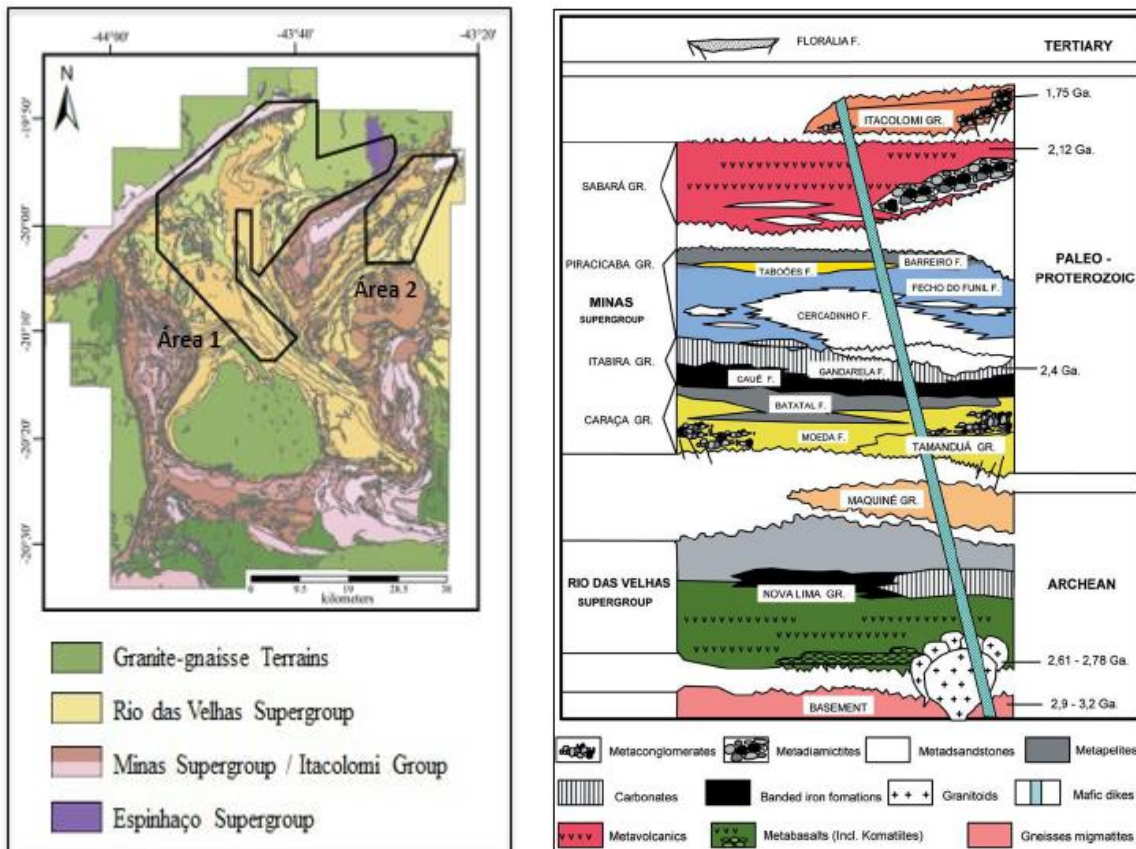 -44°00'
-43°40'
-43°20'
N
-19°50'
-20°00'
-20°20'
-20°30'
Área 1
Área 2
0
9.5
19
28.5
kilometers
Granite-gnaisse Terrains
Rio das Velhas Supergroup
Minas Supergroup / Itacolomi Group
Espinhaço Supergroup
FLORÁLIA F.
TERTIARY
1,75 Ga.
ITACOLOMI GR.
2,12 Ga.
SABARÁ GR.
PIRACICABA GR.
BARREIRO F.
TABOÕES F.
FECHO DO FUNIL F.
PALEO -
PROTEROZOIC
MINAS
SUPERGROUP
CERCADINHO F.
ITABIRA GR.
GANDARELA F.
2,4 Ga.
CAUÊ F.
BATATAL F.
CARAÇA GR.
MOEDA F.
TAMANDUÁ GR.
MAQUINÉ GR.
RIO DAS VELHAS
SUPERGROUP
NOVA LIMA GR.
ARCHEAN
2,61 - 2,78 Ga.
BASEMENT
2,9 - 3,2 Ga.
Metaconglomerates
Metadiamictites
Metadsandstones
Metapelites
Carbonates
Banded iron fomations
Granitoids
Mafic dikes
Metavolcanics
Metabasalts (Incl. Komatiites)
Gneisses migmatites